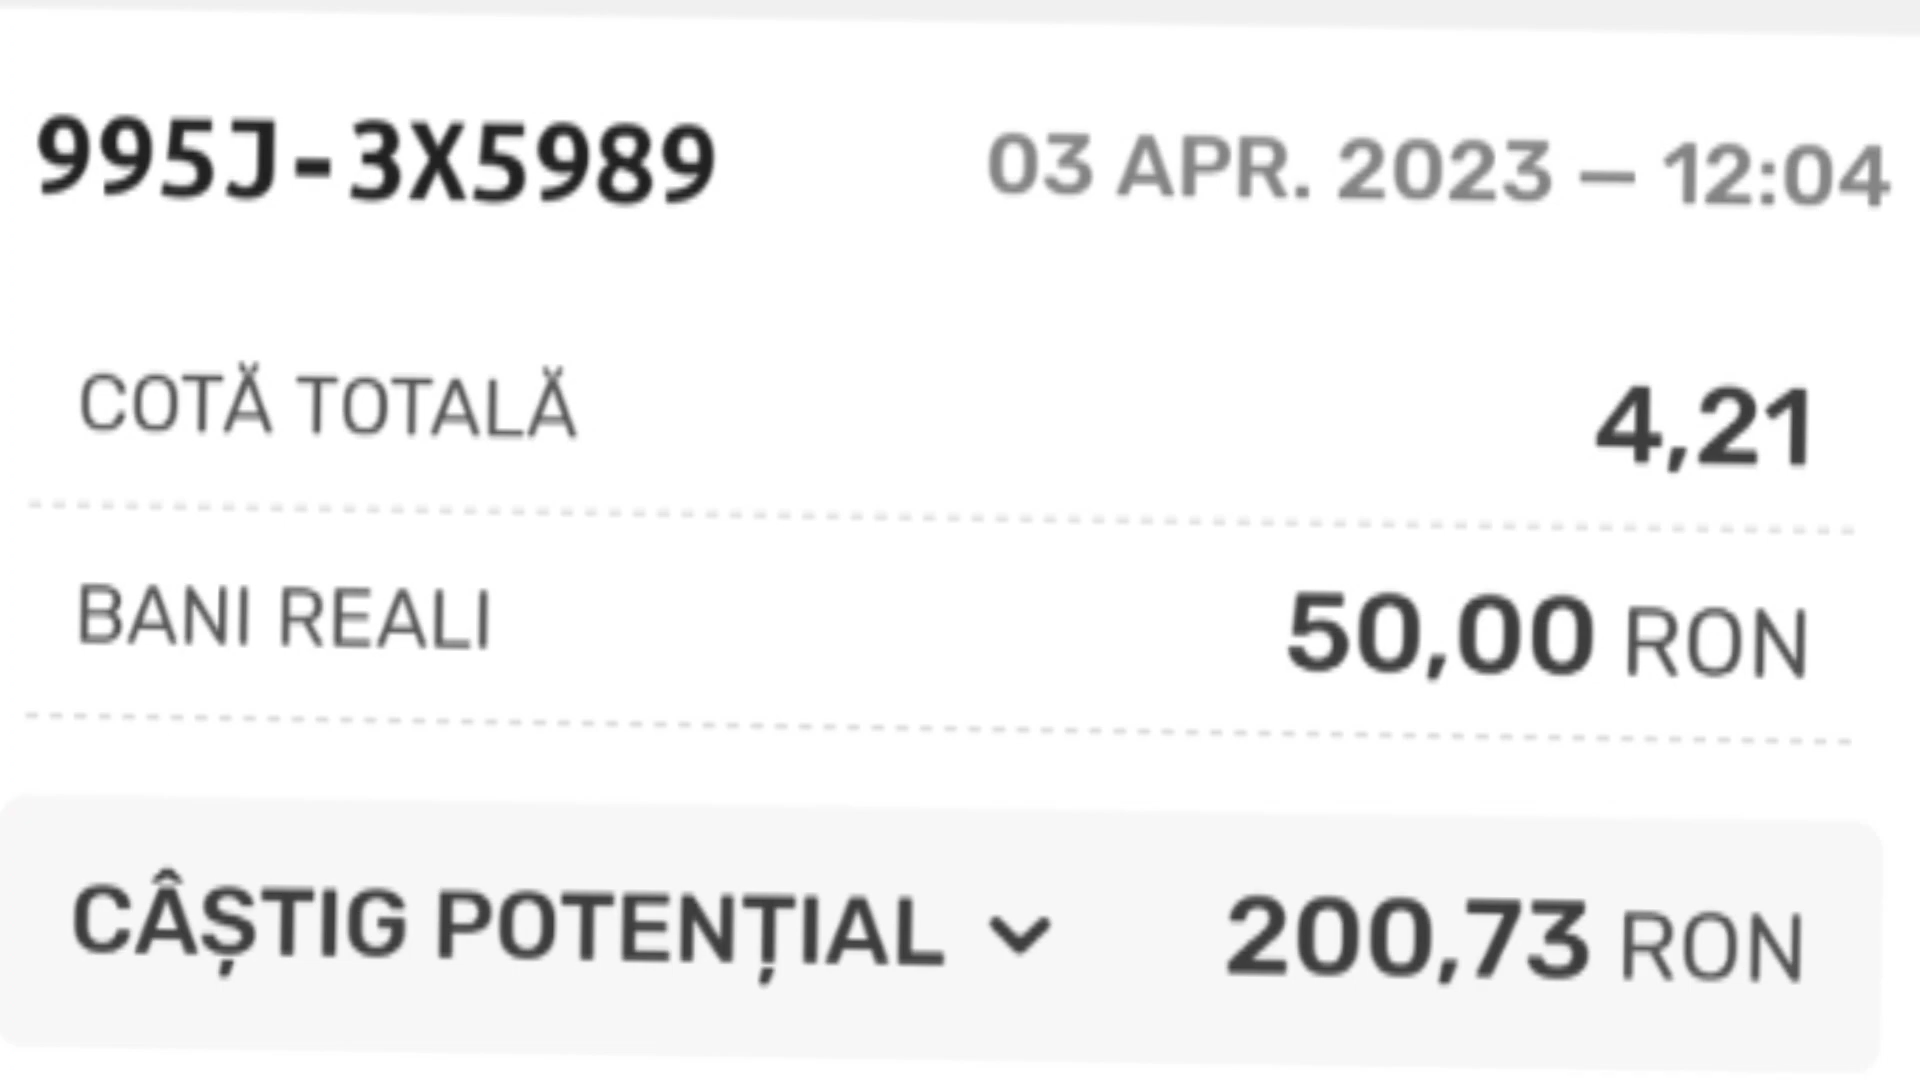 995J-3X5989 03 APR. 2023 – 12:04
COTĂ TOTALĂ 4,21
BANI REALI 50,00 RON
CÂȘTIG POTENȚIAL 200,73 RON